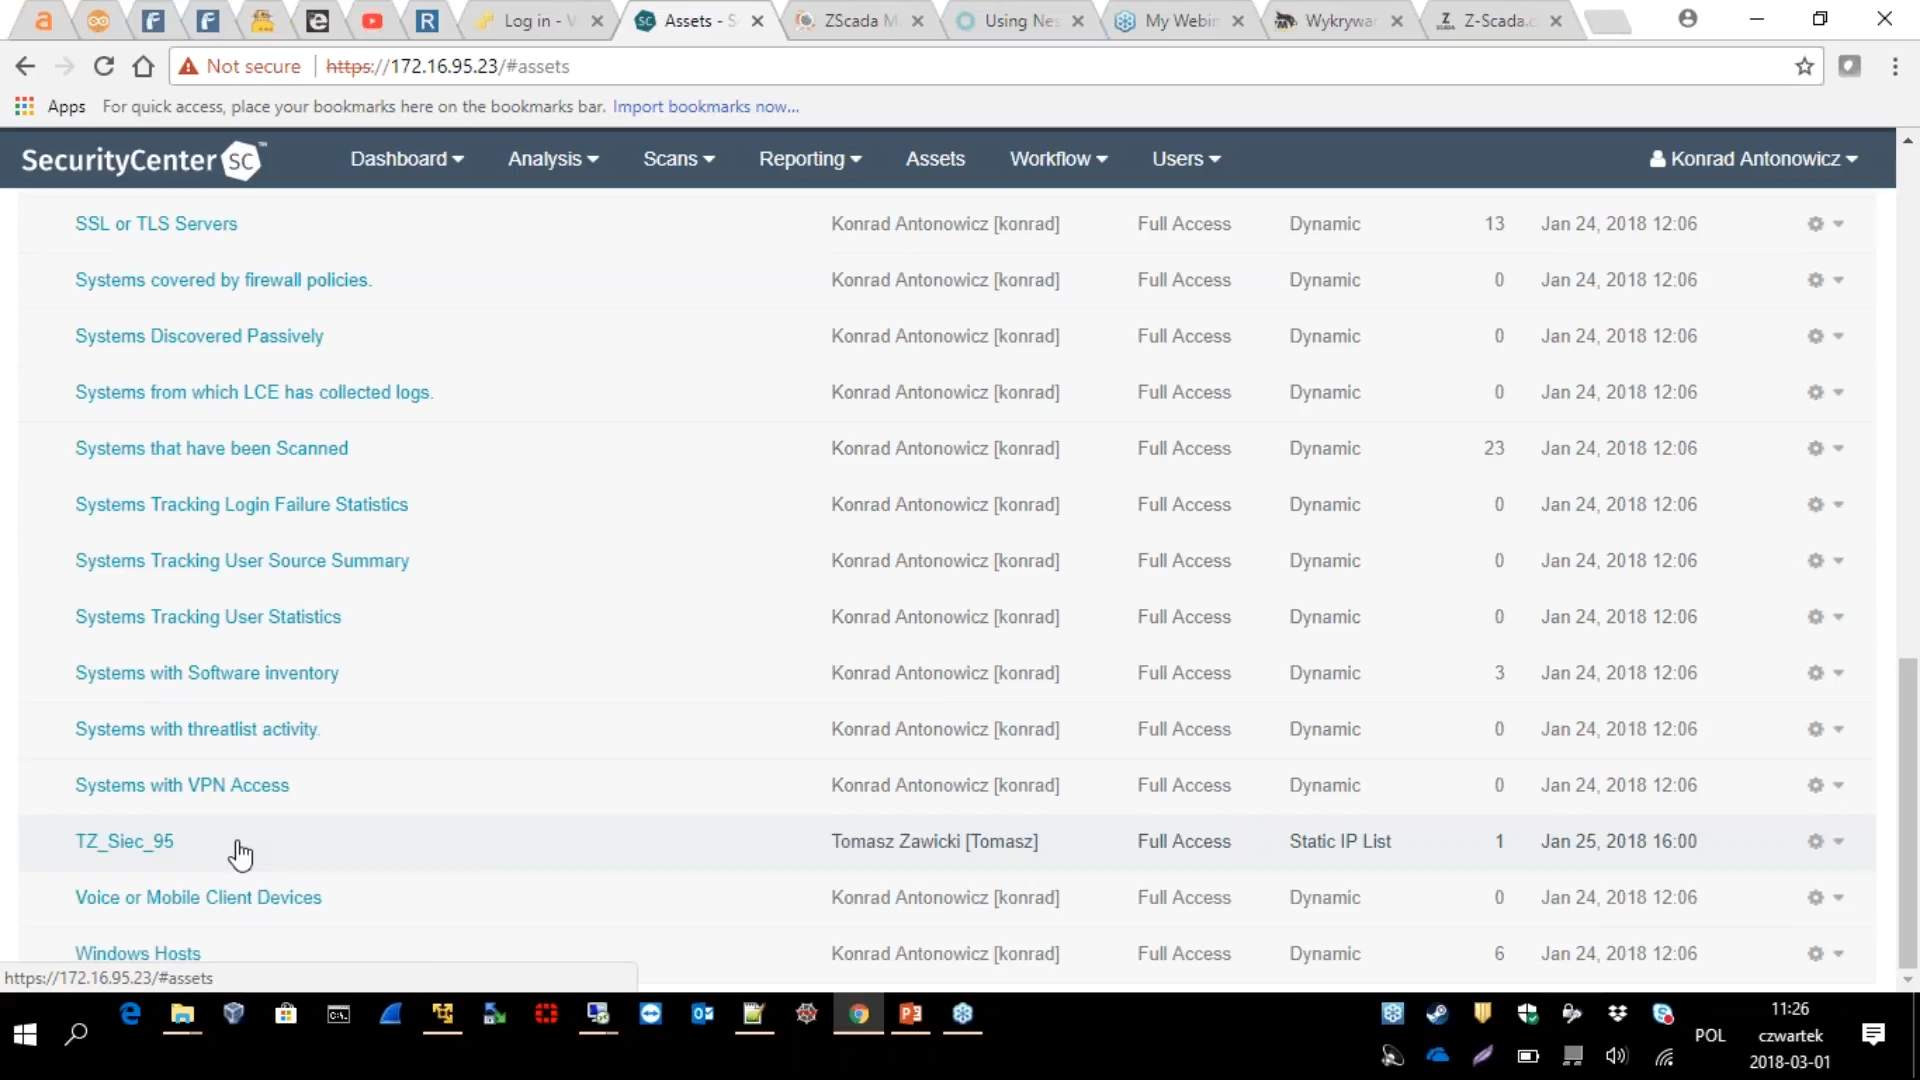 a
e
R
Log in - V
Assets - S
ZScada M
Using Nes
My Webin
Wykrywan
Z-Scada.c
Not secure
https://172.16.95.23/#assets
Apps For quick access, place your bookmarks here on the bookmarks bar. Import bookmarks now...
SecurityCenter SC ™
Dashboard
Analysis
Scans
Reporting
Assets
Workflow
Users
Konrad Antonowicz
SSL or TLS Servers Konrad Antonowicz [konrad] Full Access Dynamic 13 Jan 24, 2018 12:06
Systems covered by firewall policies. Konrad Antonowicz [konrad] Full Access Dynamic 0 Jan 24, 2018 12:06
Systems Discovered Passively Konrad Antonowicz [konrad] Full Access Dynamic 0 Jan 24, 2018 12:06
Systems from which LCE has collected logs. Konrad Antonowicz [konrad] Full Access Dynamic 0 Jan 24, 2018 12:06
Systems that have been Scanned Konrad Antonowicz [konrad] Full Access Dynamic 23 Jan 24, 2018 12:06
Systems Tracking Login Failure Statistics Konrad Antonowicz [konrad] Full Access Dynamic 0 Jan 24, 2018 12:06
Systems Tracking User Source Summary Konrad Antonowicz [konrad] Full Access Dynamic 0 Jan 24, 2018 12:06
Systems Tracking User Statistics Konrad Antonowicz [konrad] Full Access Dynamic 0 Jan 24, 2018 12:06
Systems with Software inventory Konrad Antonowicz [konrad] Full Access Dynamic 3 Jan 24, 2018 12:06
Systems with threatlist activity. Konrad Antonowicz [konrad] Full Access Dynamic 0 Jan 24, 2018 12:06
Systems with VPN Access Konrad Antonowicz [konrad] Full Access Dynamic 0 Jan 24, 2018 12:06
TZ_Siec_95 Tomasz Zawicki [Tomasz] Full Access Static IP List 1 Jan 25, 2018 16:00
Voice or Mobile Client Devices Konrad Antonowicz [konrad] Full Access Dynamic 0 Jan 24, 2018 12:06
Windows Hosts Konrad Antonowicz [konrad] Full Access Dynamic 6 Jan 24, 2018 12:06
https://172.16.95.23/#assets
POL
11:26
czwartek
2018-03-01